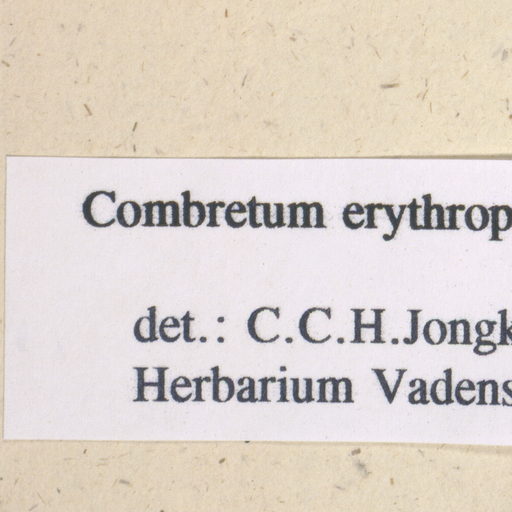 Combretum erythrop
det.: C.C.H.Jongk
Herbarium Vadens